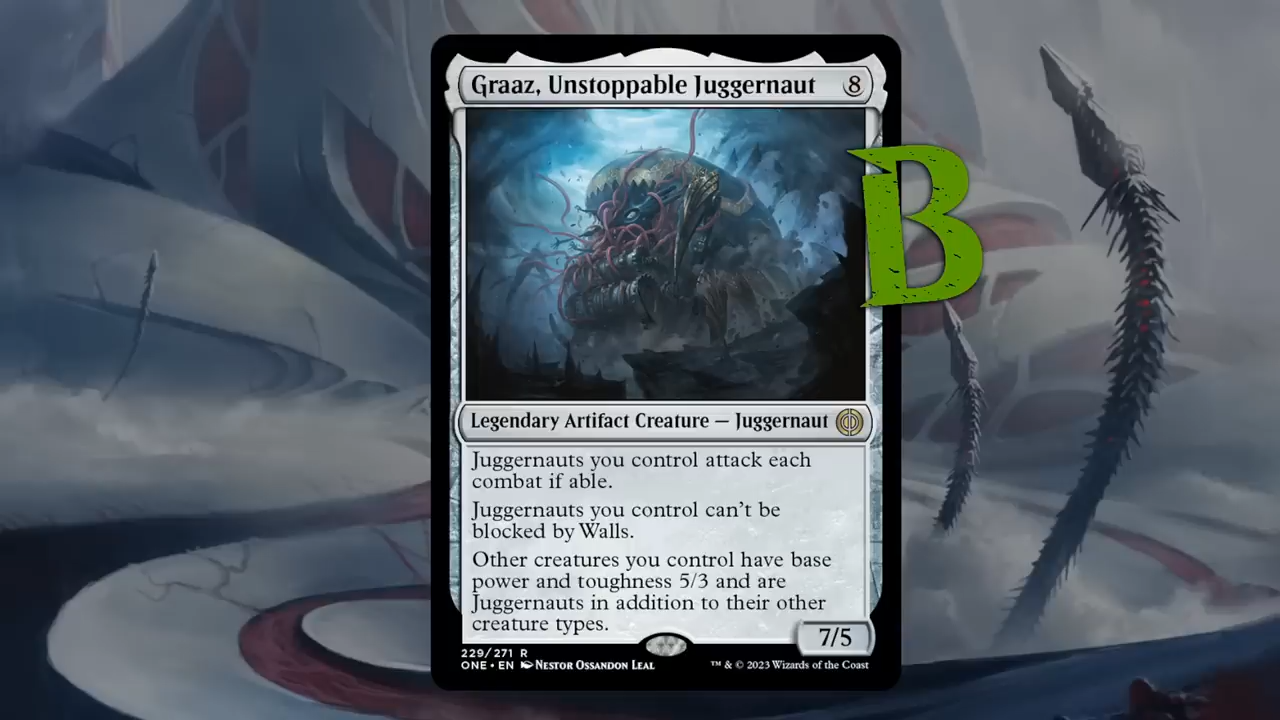 Graaz, Unstoppable Juggernaut 8
B
Legendary Artifact Creature — Juggernaut
Juggernauts you control attack each
combat if able.
Juggernauts you control can't be
blocked by Walls.
Other creatures you control have base
power and toughness 5/3 and are
Juggernauts in addition to their other
creature types.
7/5
229/271 R
ONE • EN Nestor Ossandon Leal
™ & © 2023 Wizards of the Coast